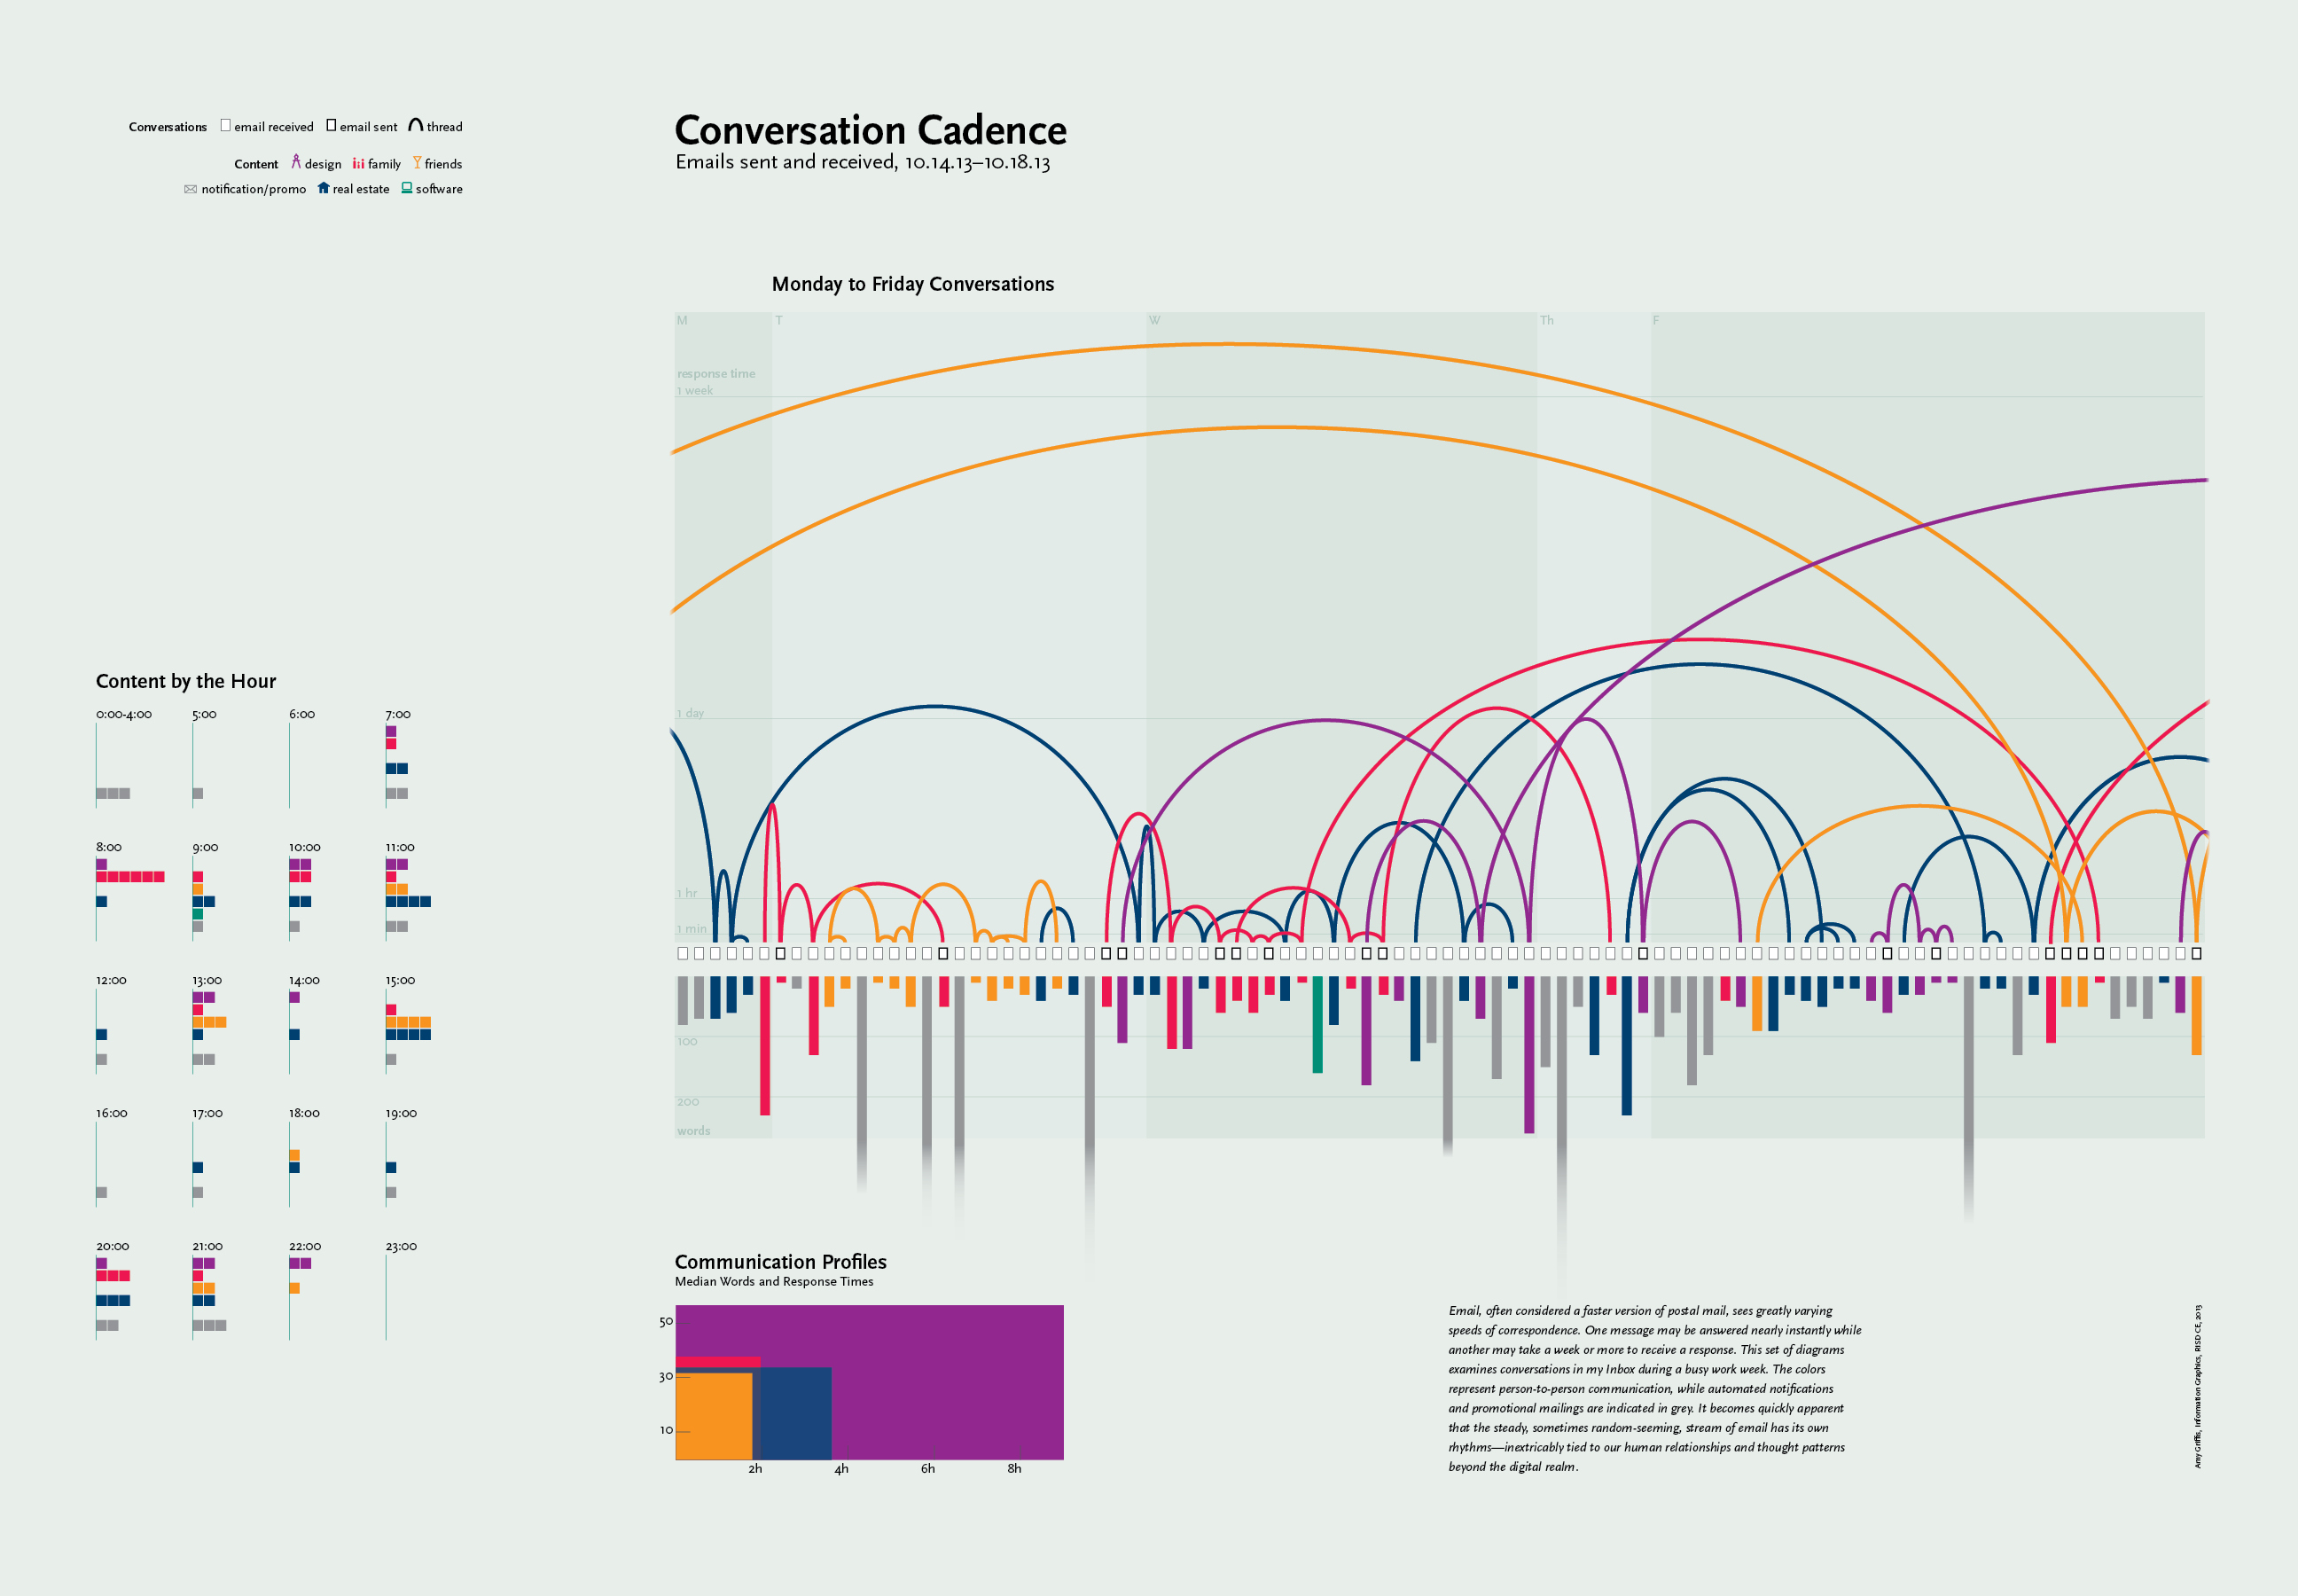 Conversations email received email sent thread
Content design family friends
notification/promo real estate software
Conversation Cadence
Emails sent and received, 10.14.13–10.18.13
Monday to Friday Conversations
M T W Th F
response time
1 week
1 day
1 hr
1 min
100
200
words
Content by the Hour
0:00-4:00 5:00 6:00 7:00
8:00 9:00 10:00 11:00
12:00 13:00 14:00 15:00
16:00 17:00 18:00 19:00
20:00 21:00 22:00 23:00
Communication Profiles
Median Words and Response Times
50
30
10
2h 4h 6h 8h
Email, often considered a faster version of postal mail, sees greatly varying
speeds of correspondence. One message may be answered nearly instantly while
another may take a week or more to receive a response. This set of diagrams
examines conversations in my Inbox during a busy work week. The colors
represent person-to-person communication, while automated notifications
and promotional mailings are indicated in grey. It becomes quickly apparent
that the steady, sometimes random-seeming, stream of email has its own
rhythms—inextricably tied to our human relationships and thought patterns
beyond the digital realm.
Amy Griffis, Information Graphics, RISD CE, 2013